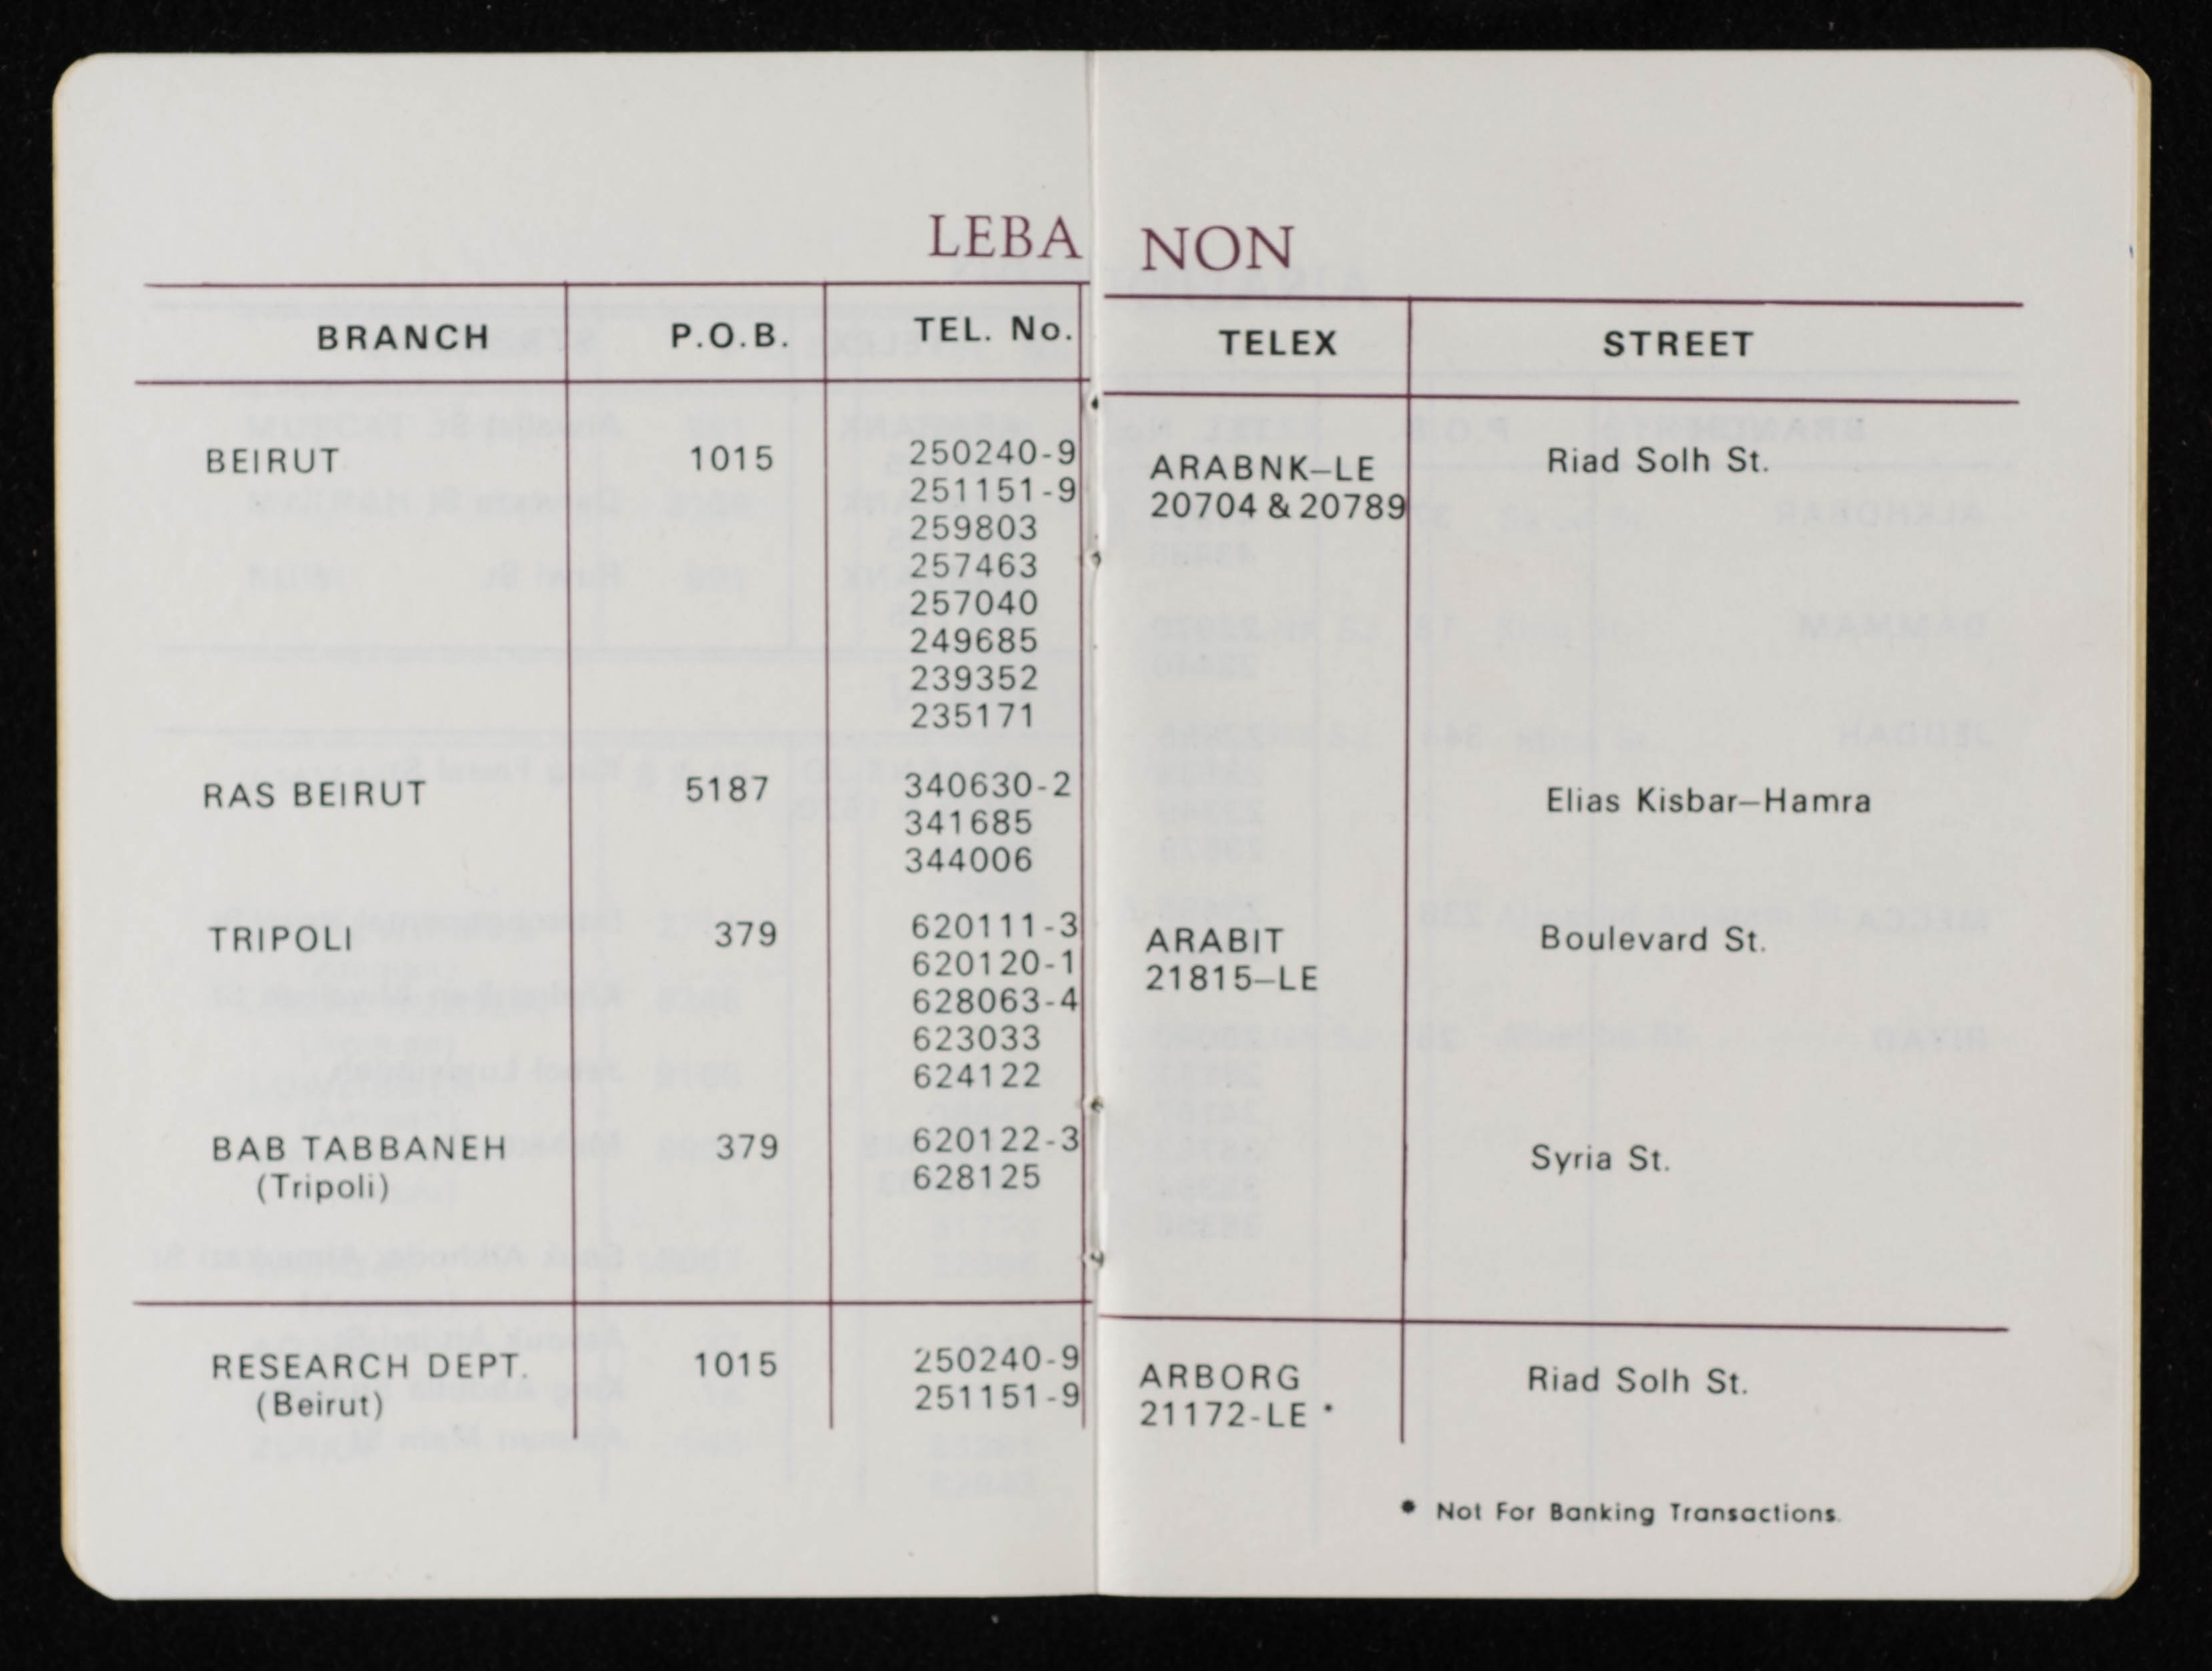 LEBANON
BRANCH P.O.B. TEL. No. TELEX STREET
BEIRUT 1015 250240-9 ARABNK–LE Riad Solh St.
251151-9 20704 & 20789
259803
257463
257040
249685
239352
235171
RAS BEIRUT 5187 340630-2 Elias Kisbar–Hamra
341685
344006
TRIPOLI 379 620111-3 ARABIT Boulevard St.
620120-1 21815–LE
628063-4
623033
624122
BAB TABBANEH 379 620122-3 Syria St.
(Tripoli) 628125
RESEARCH DEPT. 1015 250240-9 ARBORG Riad Solh St.
(Beirut) 251151-9 21172-LE *
* Not For Banking Transactions.